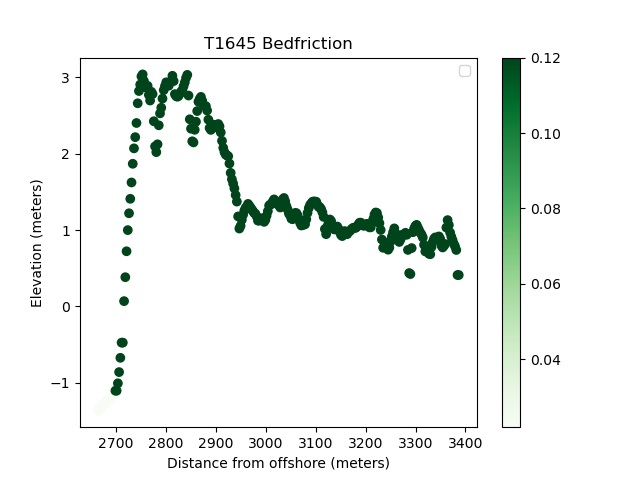 T1645 Bedfriction
3
2
1
0
−1
Elevation (meters)
2700 2800 2900 3000 3100 3200 3300 3400
Distance from offshore (meters)
0.12
0.10
0.08
0.06
0.04